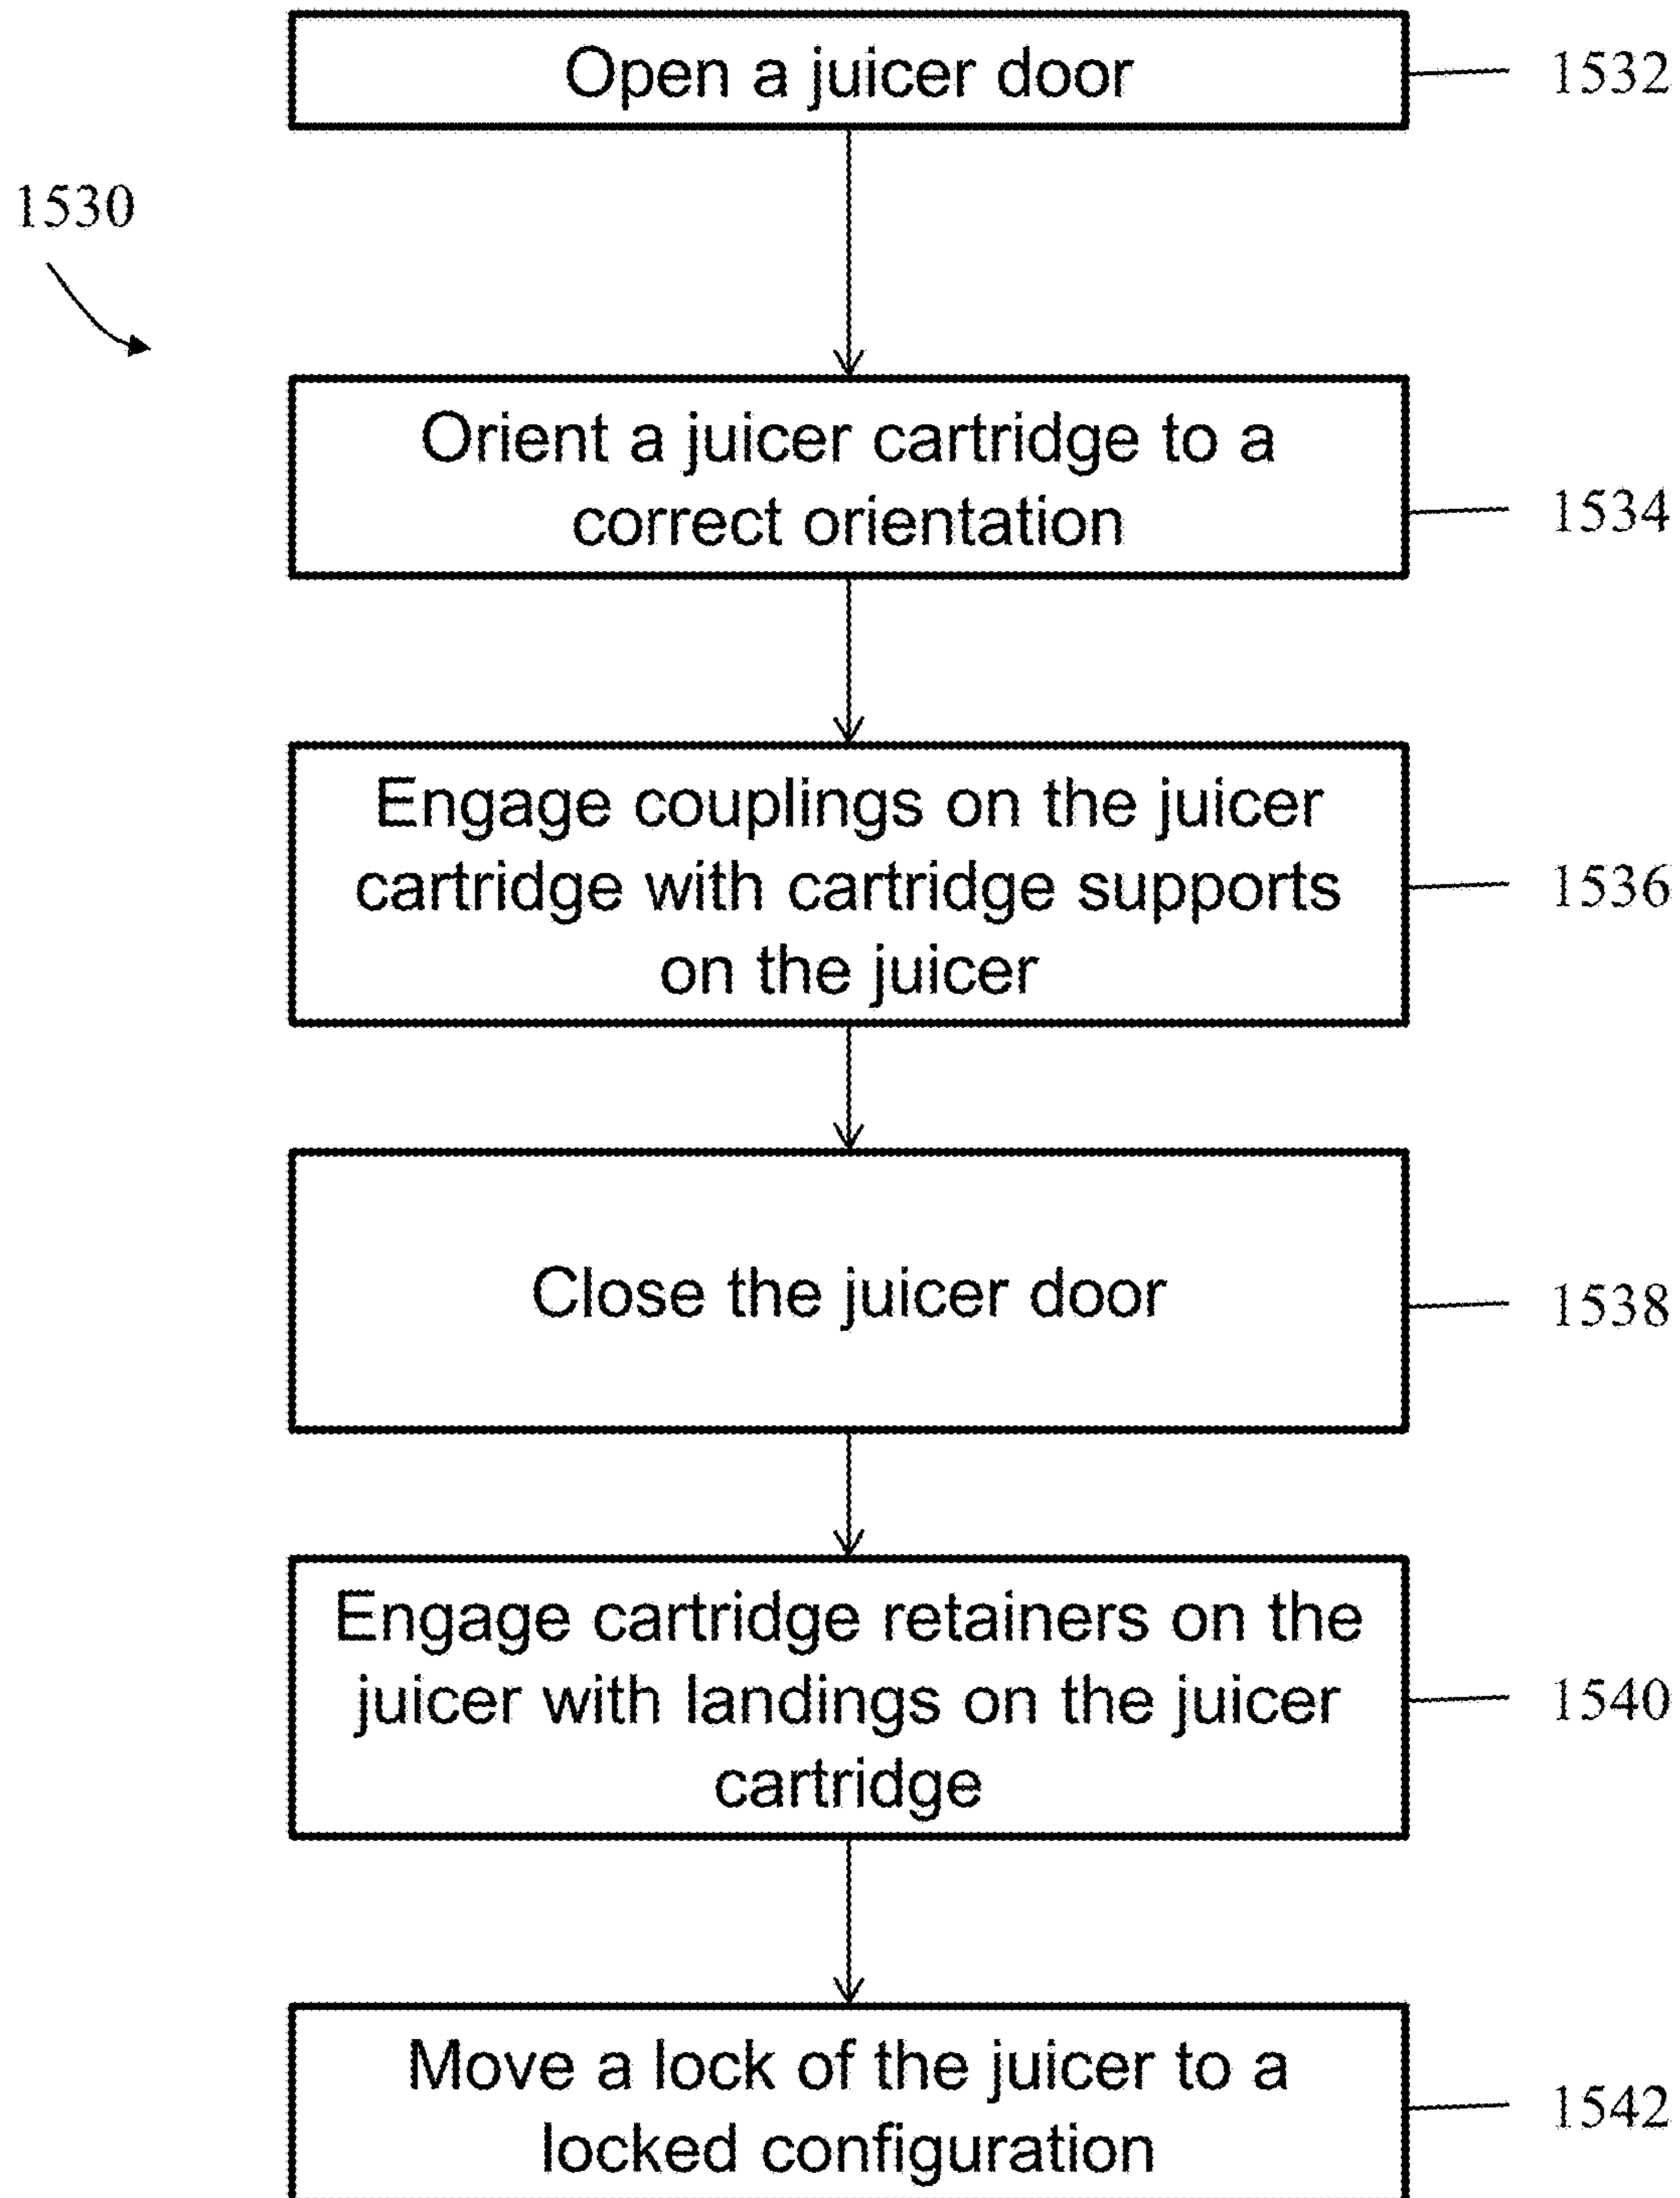 Open a juicer door
1532
1530
Orient a juicer cartridge to a
correct orientation
1534
Engage couplings on the juicer
cartridge with cartridge supports
on the juicer
1536
Close the juicer door
1538
Engage cartridge retainers on the
juicer with landings on the juicer
cartridge
1540
Move a lock of the juicer to a
locked configuration
1542